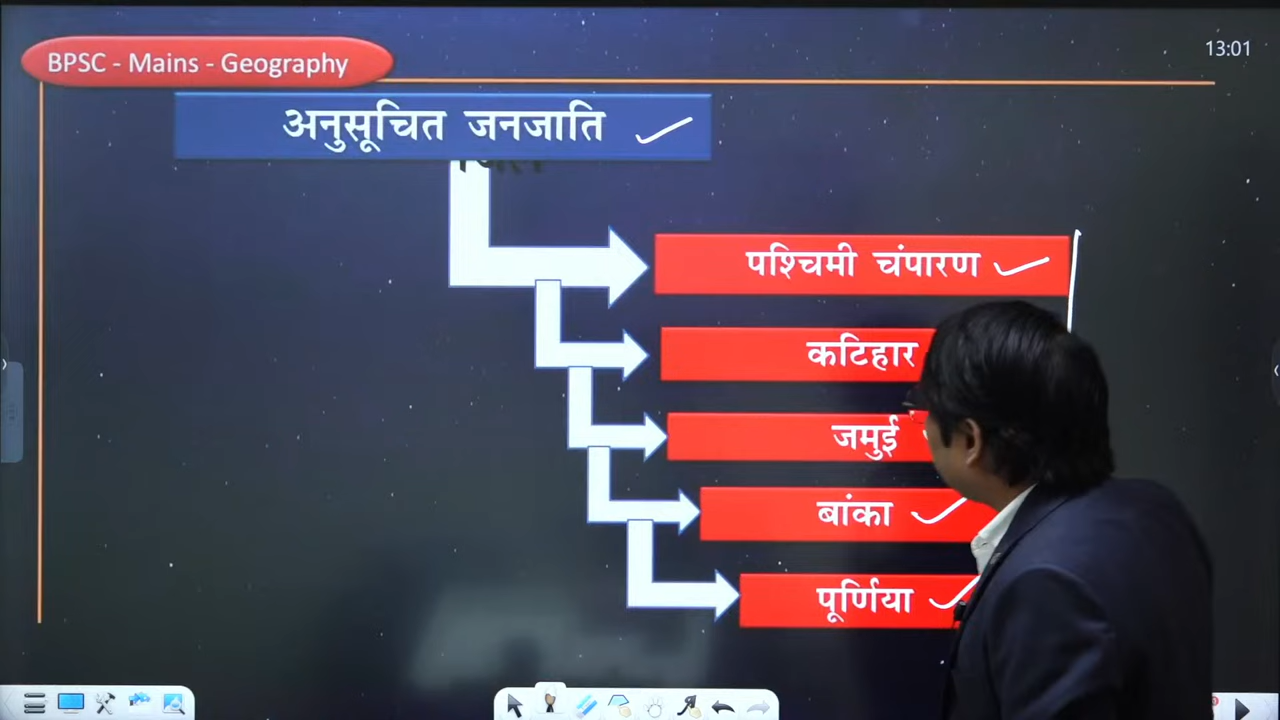 BPSC - Mains - Geography
13:01
अनुसूचित जनजाति
पश्चिमी चंपारण
कटिहार
जमुई
बांका
पूर्णिया